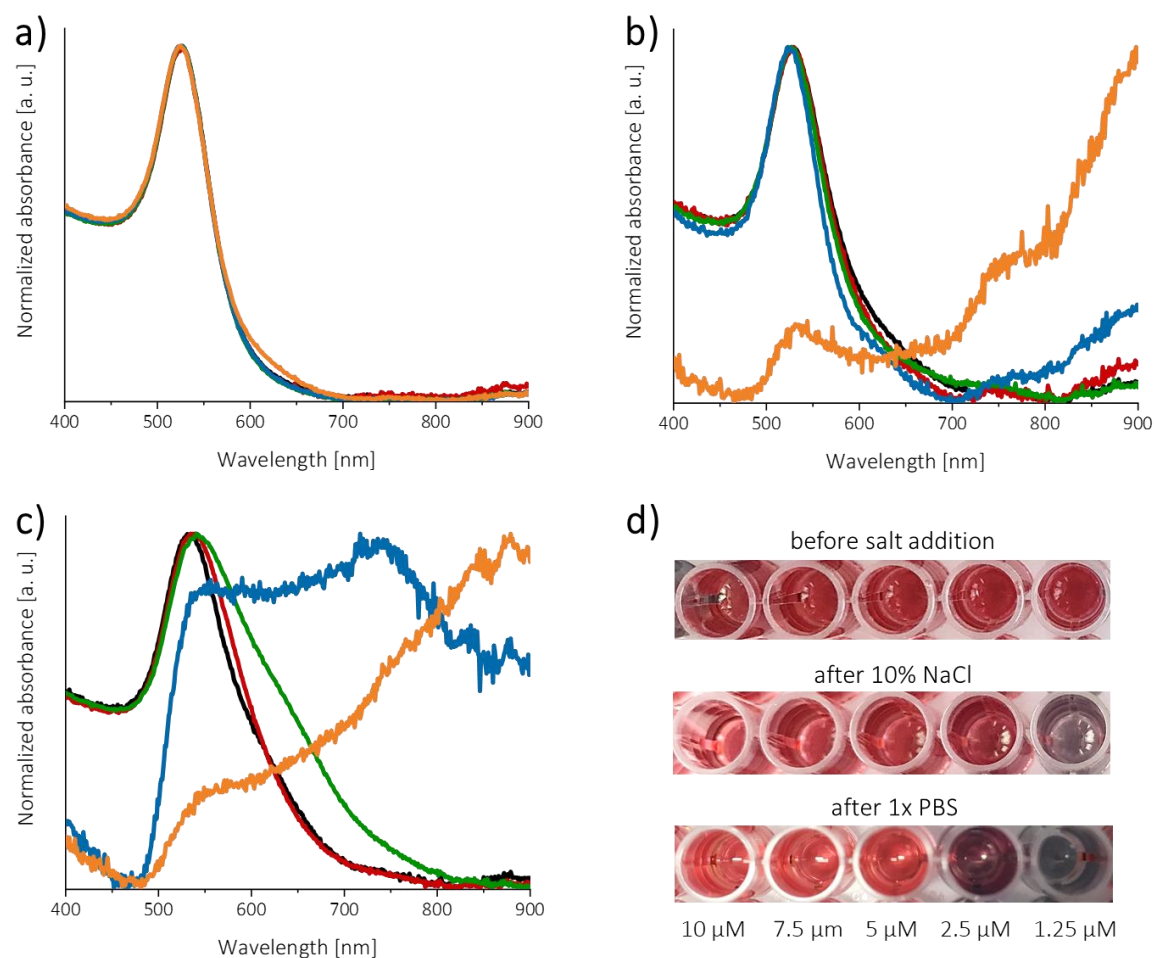 a)
Normalized absorbance [a. u.]
400 500 600 700 800 900
Wavelength [nm]
b)
Normalized absorbance [a. u.]
400 500 600 700 800 900
Wavelength [nm]
c)
Normalized absorbance [a. u.]
400 500 600 700 800 900
Wavelength [nm]
d)
before salt addition
after 10% NaCl
after 1x PBS
10 µM 7.5 µm 5 µM 2.5 µM 1.25 µM